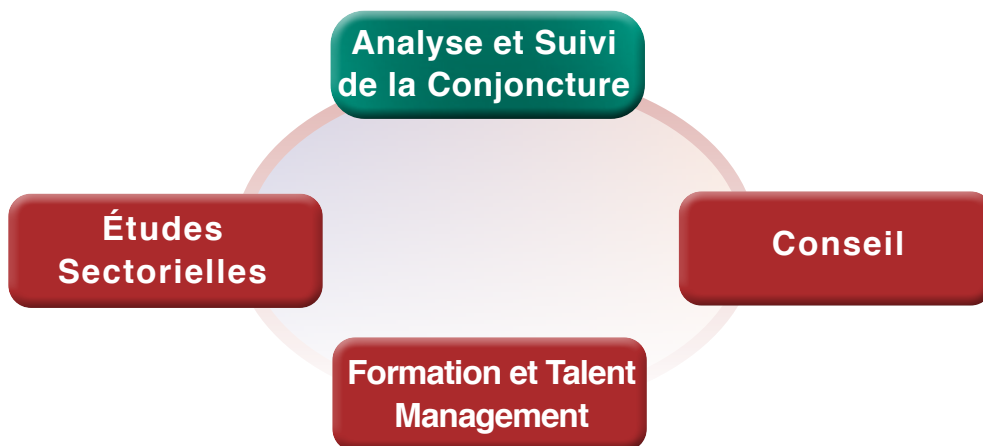 Analyse et Suivi
de la Conjoncture
Études
Sectorielles
Conseil
Formation et Talent
Management